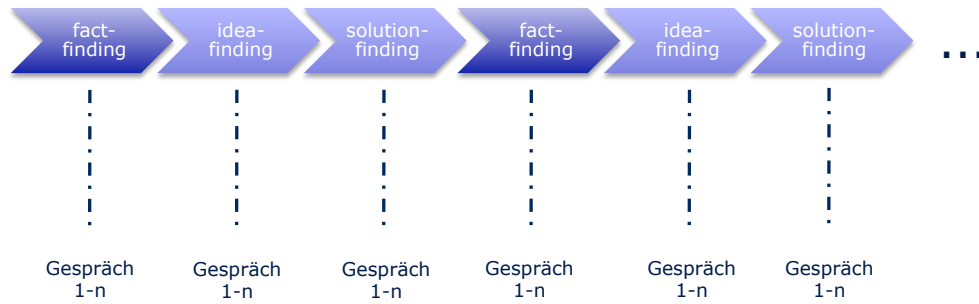 fact-
finding
idea-
finding
solution-
finding
fact-
finding
idea-
finding
solution-
finding
...
Gespräch
1-n
Gespräch
1-n
Gespräch
1-n
Gespräch
1-n
Gespräch
1-n
Gespräch
1-n